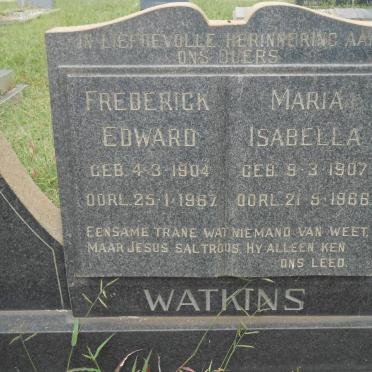 IN LIEFDEVOLLE HERINNERING AAN
ONS OUERS
FREDERICK
EDWARD
GEB. 4-3-1904
OORL. 25-1-1967
MARIA
ISABELLA
GEB. 9-3-1907
OORL. 21-5-1966
EENSAME TRANE WAT NIEMAND VAN WEET,
MAAR JESUS SAL TROOS, HY ALLEEN KEN
ONS LEED.
WATKINS